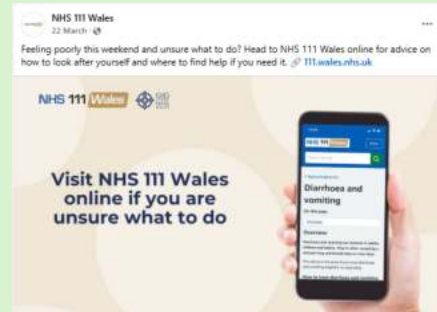 NHS 111 Wales
22 March
Feeling poorly this weekend and unsure what to do? Head to NHS 111 Wales online for advice on
how to look after yourself and where to find help if you need it. 111.wales.nhs.uk
NHS 111 Wales
Visit NHS 111 Wales
online if you are
unsure what to do
NHS 111 Wales
Diarrhoea and
vomiting
Overview